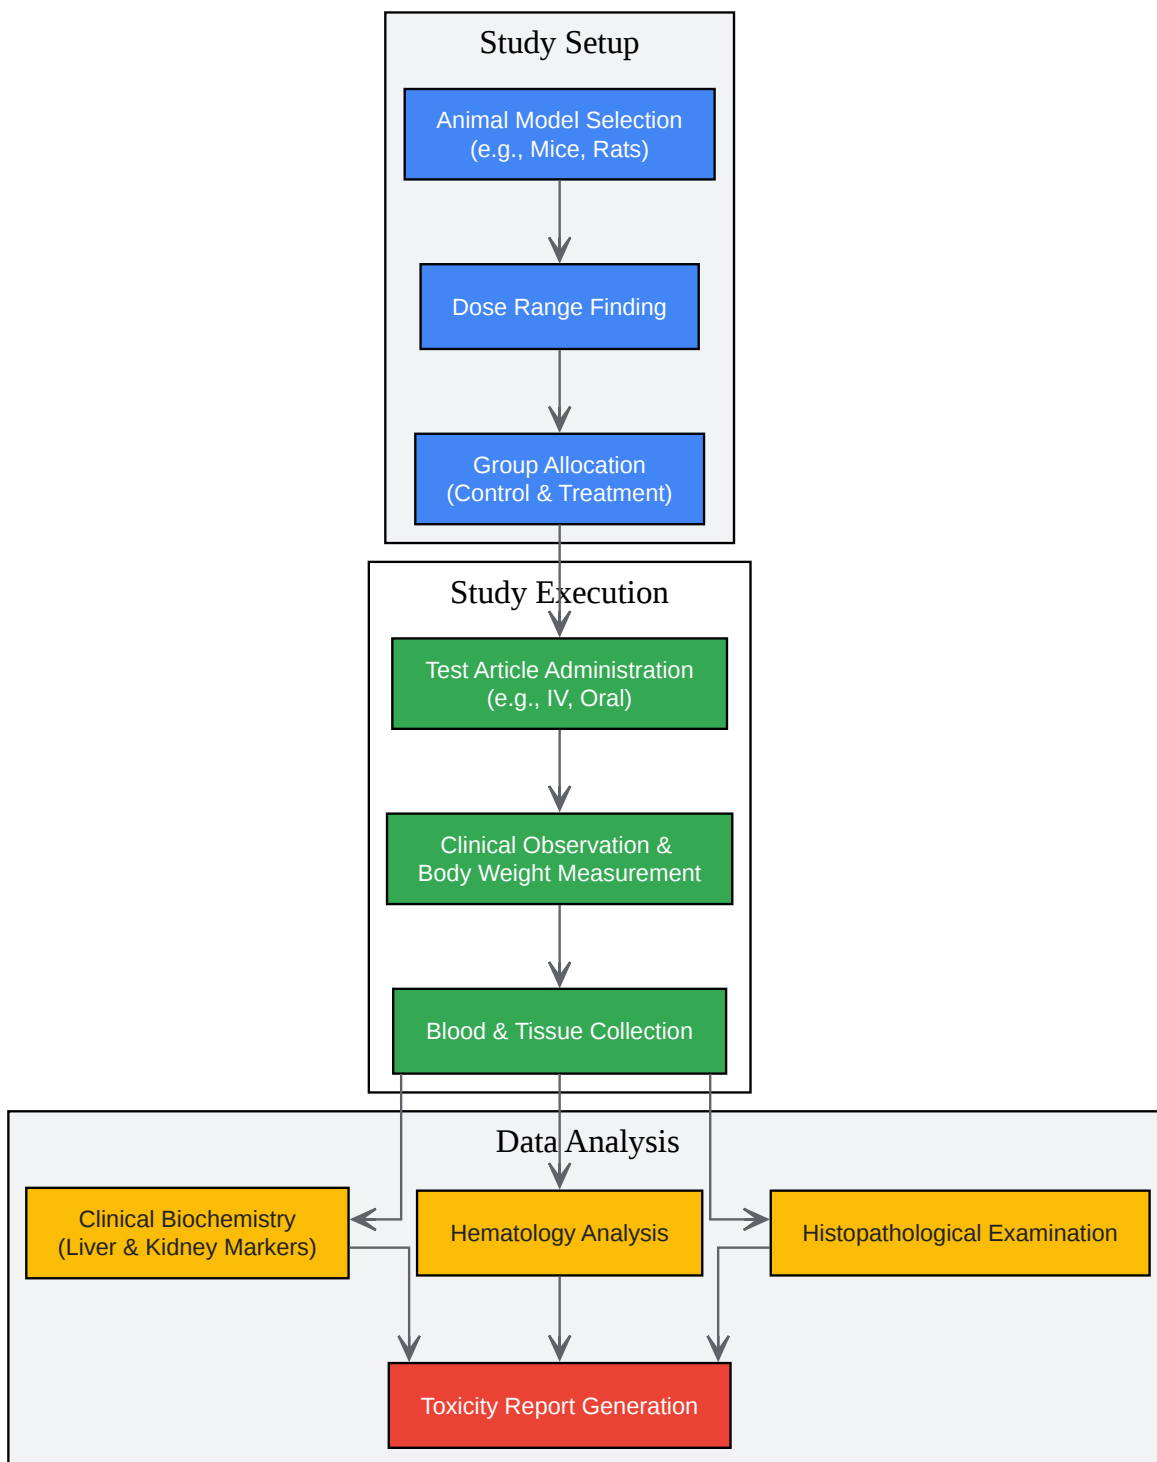 Study Setup
Animal Model Selection
(e.g., Mice, Rats)
Dose Range Finding
Group Allocation
(Control & Treatment)
Study Execution
Test Article Administration
(e.g., IV, Oral)
Clinical Observation &
Body Weight Measurement
Blood & Tissue Collection
Data Analysis
Clinical Biochemistry
(Liver & Kidney Markers)
Hematology Analysis
Histopathological Examination
Toxicity Report Generation